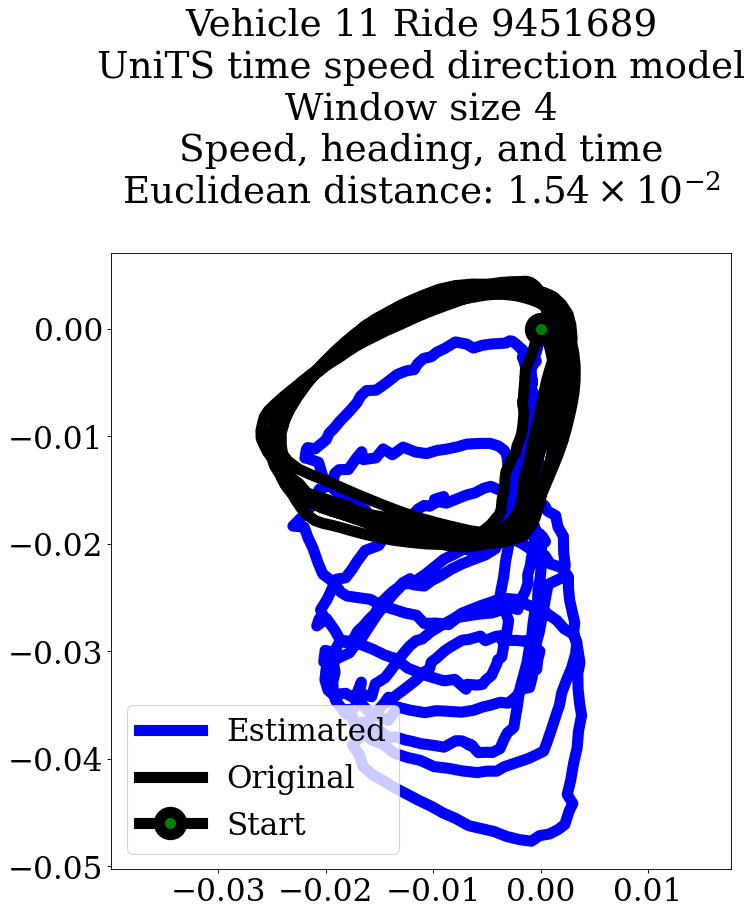 Vehicle 11 Ride 9451689
UniTS time speed direction model
Window size 4
Speed, heading, and time
Euclidean distance: 1.54 × 10⁻²
0.00
−0.01
−0.02
−0.03
−0.04
−0.05
Estimated
Original
Start
−0.03 −0.02 −0.01 0.00 0.01